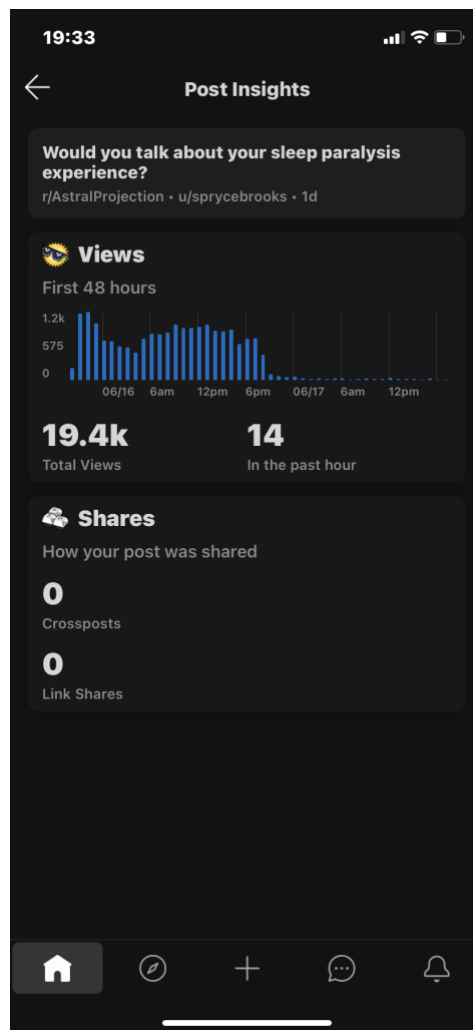 19:33
Post Insights
Would you talk about your sleep paralysis
experience?
r/AstralProjection • u/sprycebrooks • 1d
Views
First 48 hours
1.2k
575
0
06/16 6am 12pm 6pm 06/17 6am 12pm
19.4k 14
Total Views In the past hour
Shares
How your post was shared
0
Crossposts
0
Link Shares